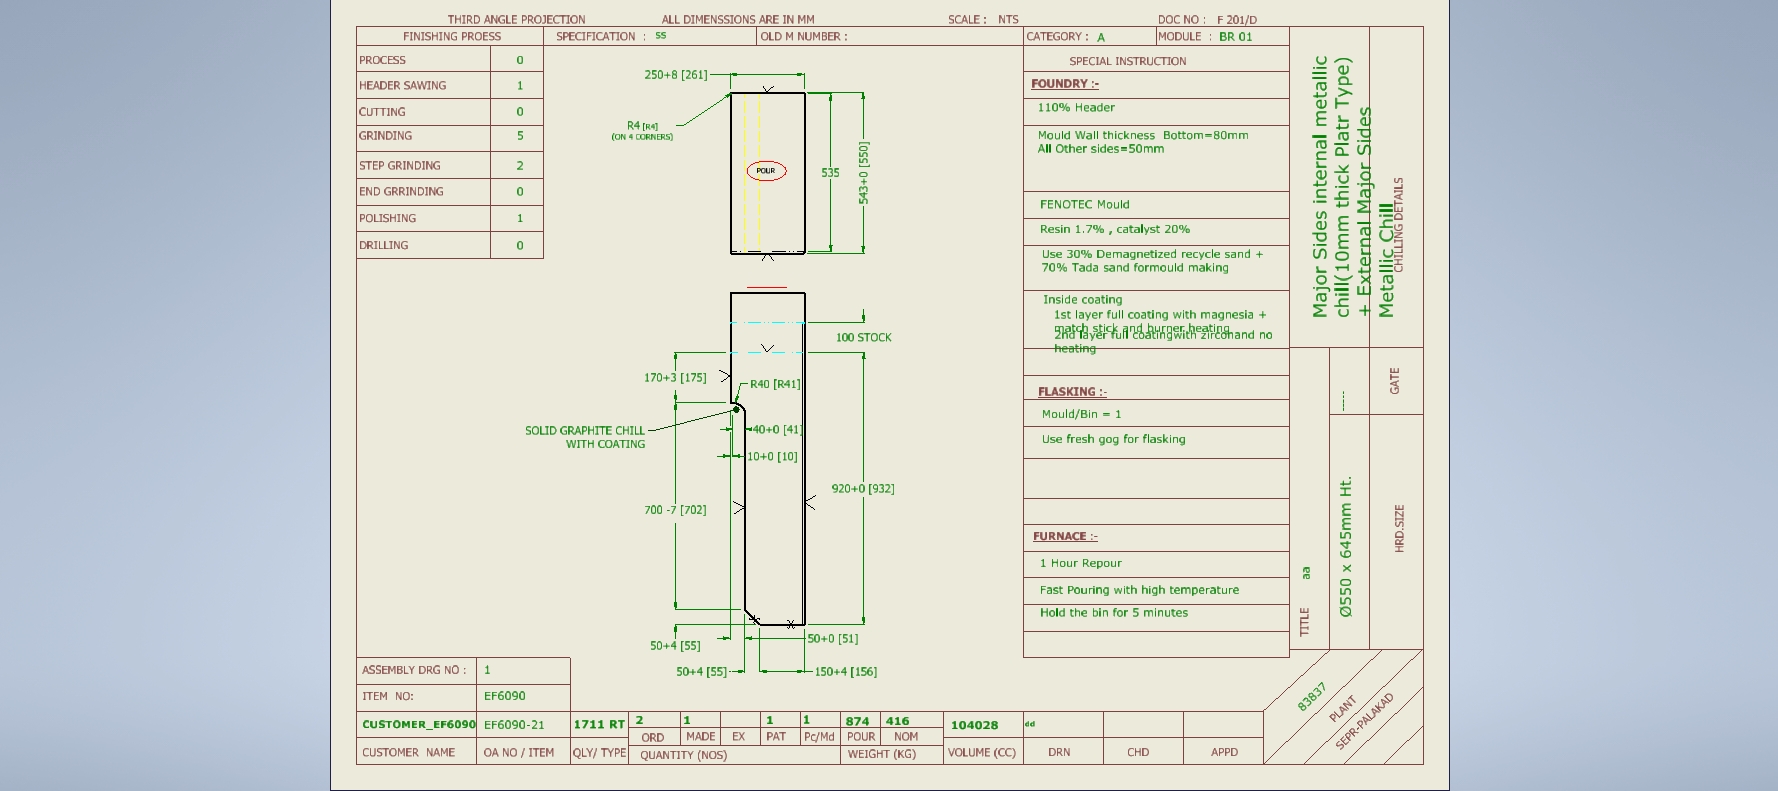 THIRD ANGLE PROJECTION ALL DIMENSSIONS ARE IN MM SCALE : NTS DOC NO : F 201/D
FINISHING PROESS SPECIFICATION : SS OLD M NUMBER : CATEGORY : A MODULE : BR 01
PROCESS 0
HEADER SAWING 1
CUTTING 0
GRINDING 5
STEP GRINDING 2
END GRRINDING 0
POLISHING 1
DRILLING 0
250+8 [261]
R4 [R4]
(ON 4 CORNERS)
POUR
535
543+0 [550]
100 STOCK
170+3 [175]
R40 [R41]
SOLID GRAPHITE CHILL
WITH COATING
40+0 [41]
10+0 [10]
920+0 [932]
700 -7 [702]
50+4 [55]
50+0 [51]
50+4 [55]
150+4 [156]
SPECIAL INSTRUCTION
FOUNDRY :-
110% Header
Mould Wall thickness Bottom=80mm
All Other sides=50mm
FENOTEC Mould
Resin 1.7% , catalyst 20%
Use 30% Demagnetized recycle sand +
70% Tada sand formould making
Inside coating
1st layer full coating with magnesia +
match stick and burner heating
2nd layer full coatingwith zirconand no
heating
FLASKING :-
Mould/Bin = 1
Use fresh gog for flasking
FURNACE :-
1 Hour Repour
Fast Pouring with high temperature
Hold the bin for 5 minutes
Major Sides internal metallic
chill(10mm thick Platr Type)
+ External Major Sides
Metallic Chill
CHILLING DETAILS
GATE
-----
HRD.SIZE
Ø550 x 645mm Ht.
TITLE aa
83837
PLANT
SEPR-PALAKAD
ASSEMBLY DRG NO : 1
ITEM NO: EF6090
CUSTOMER_EF6090 EF6090-21 1711 RT 2 1 1 1 874 416 104028 dd
ORD MADE EX PAT Pc/Md POUR NOM
CUSTOMER NAME OA NO / ITEM QLY/ TYPE QUANTITY (NOS) WEIGHT (KG) VOLUME (CC) DRN CHD APPD